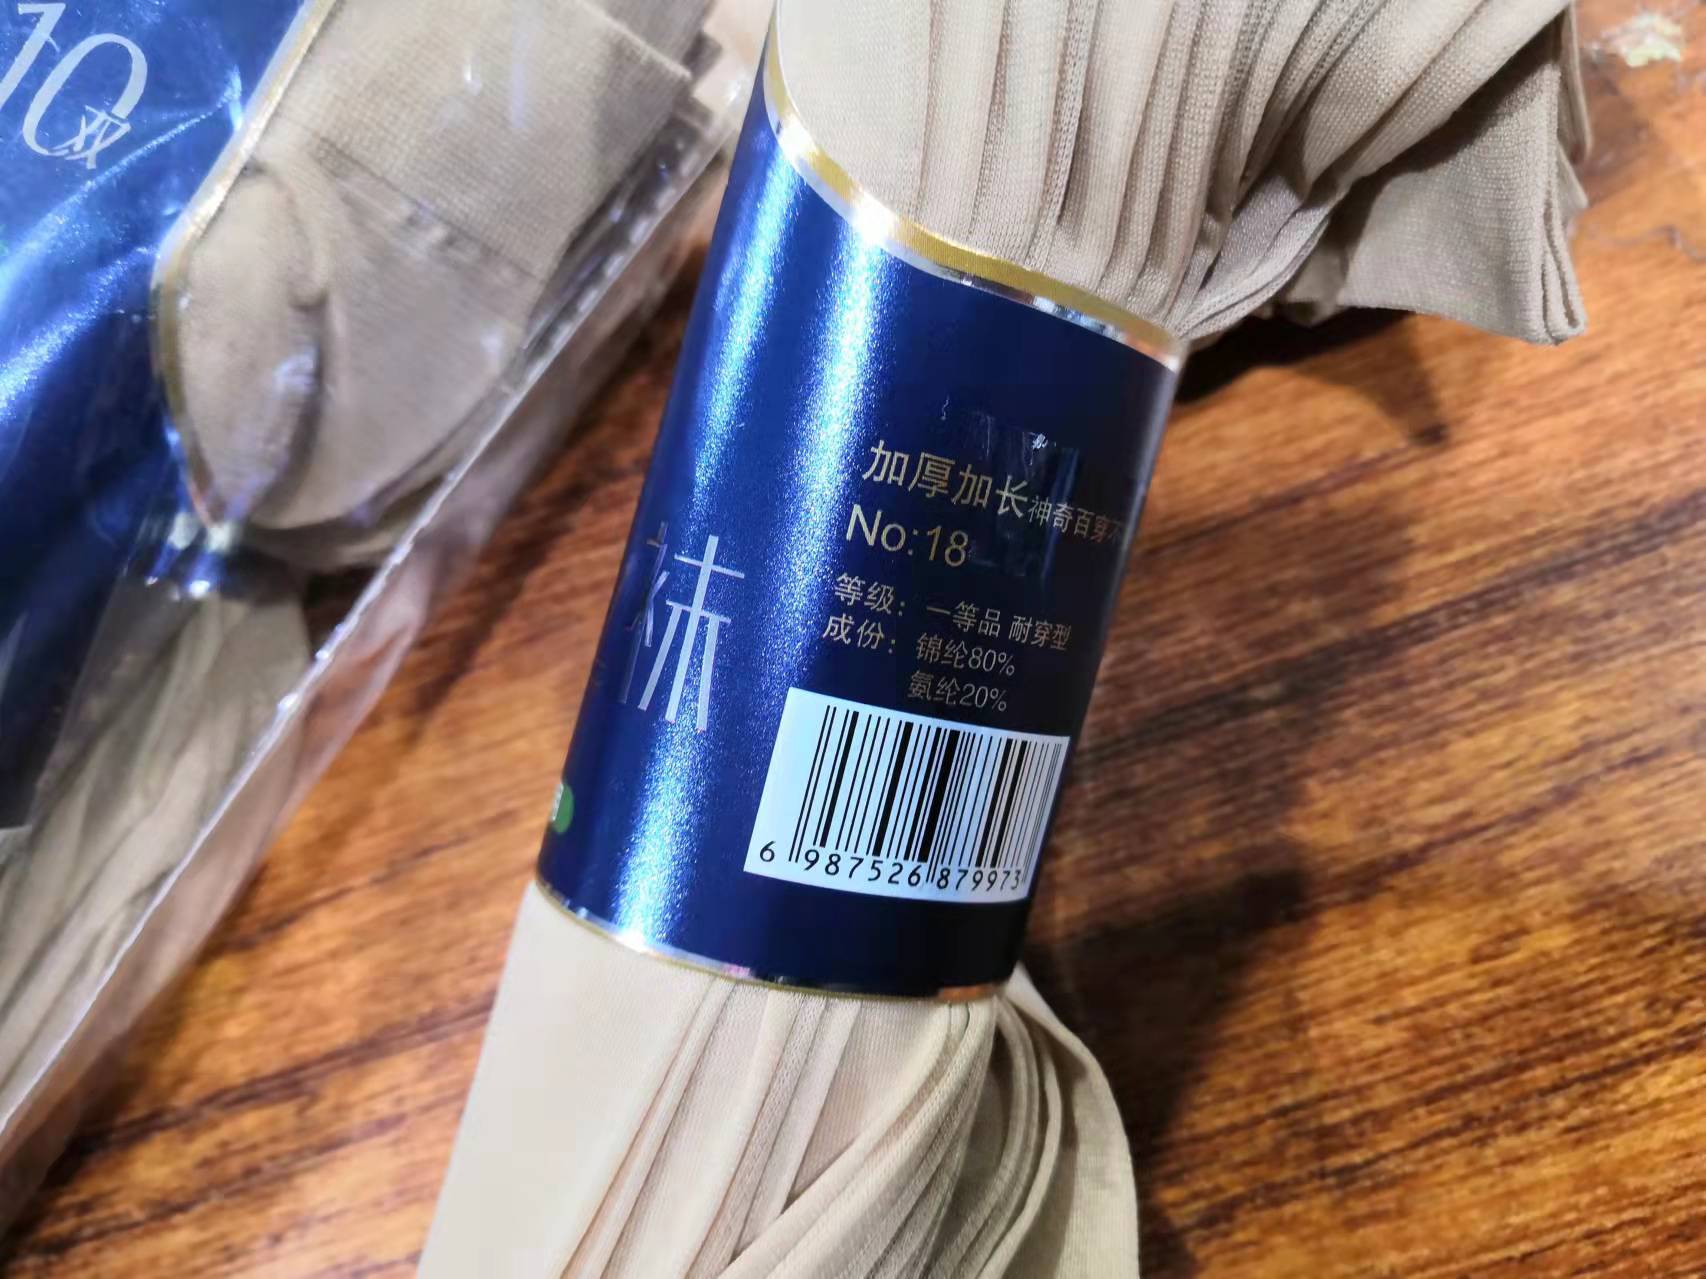 10双
袜
加厚加长神奇百穿不
No:18
等级：一等品 耐穿型
成份：锦纶80%
氨纶20%
6 987526 879973